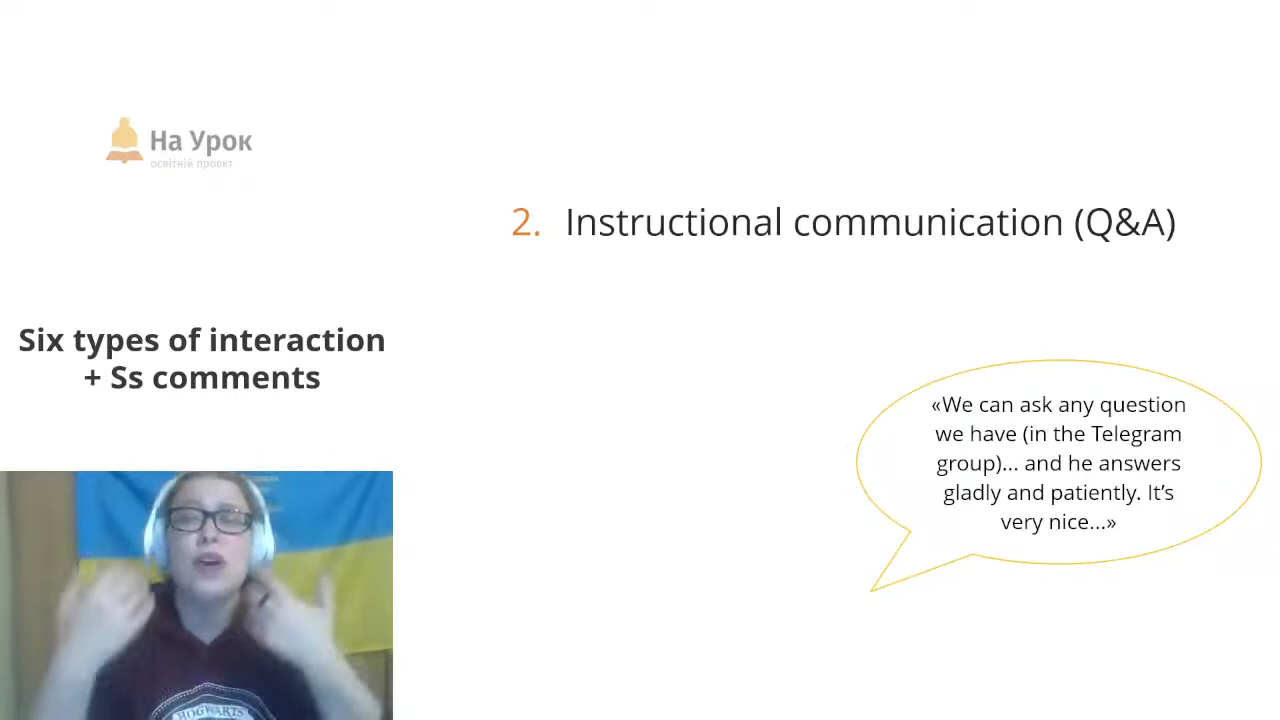 На Урок
освітній проект
2. Instructional communication (Q&A)
Six types of interaction
+ Ss comments
«We can ask any question
we have (in the Telegram
group)... and he answers
gladly and patiently. It’s
very nice...»
HOGWARTS